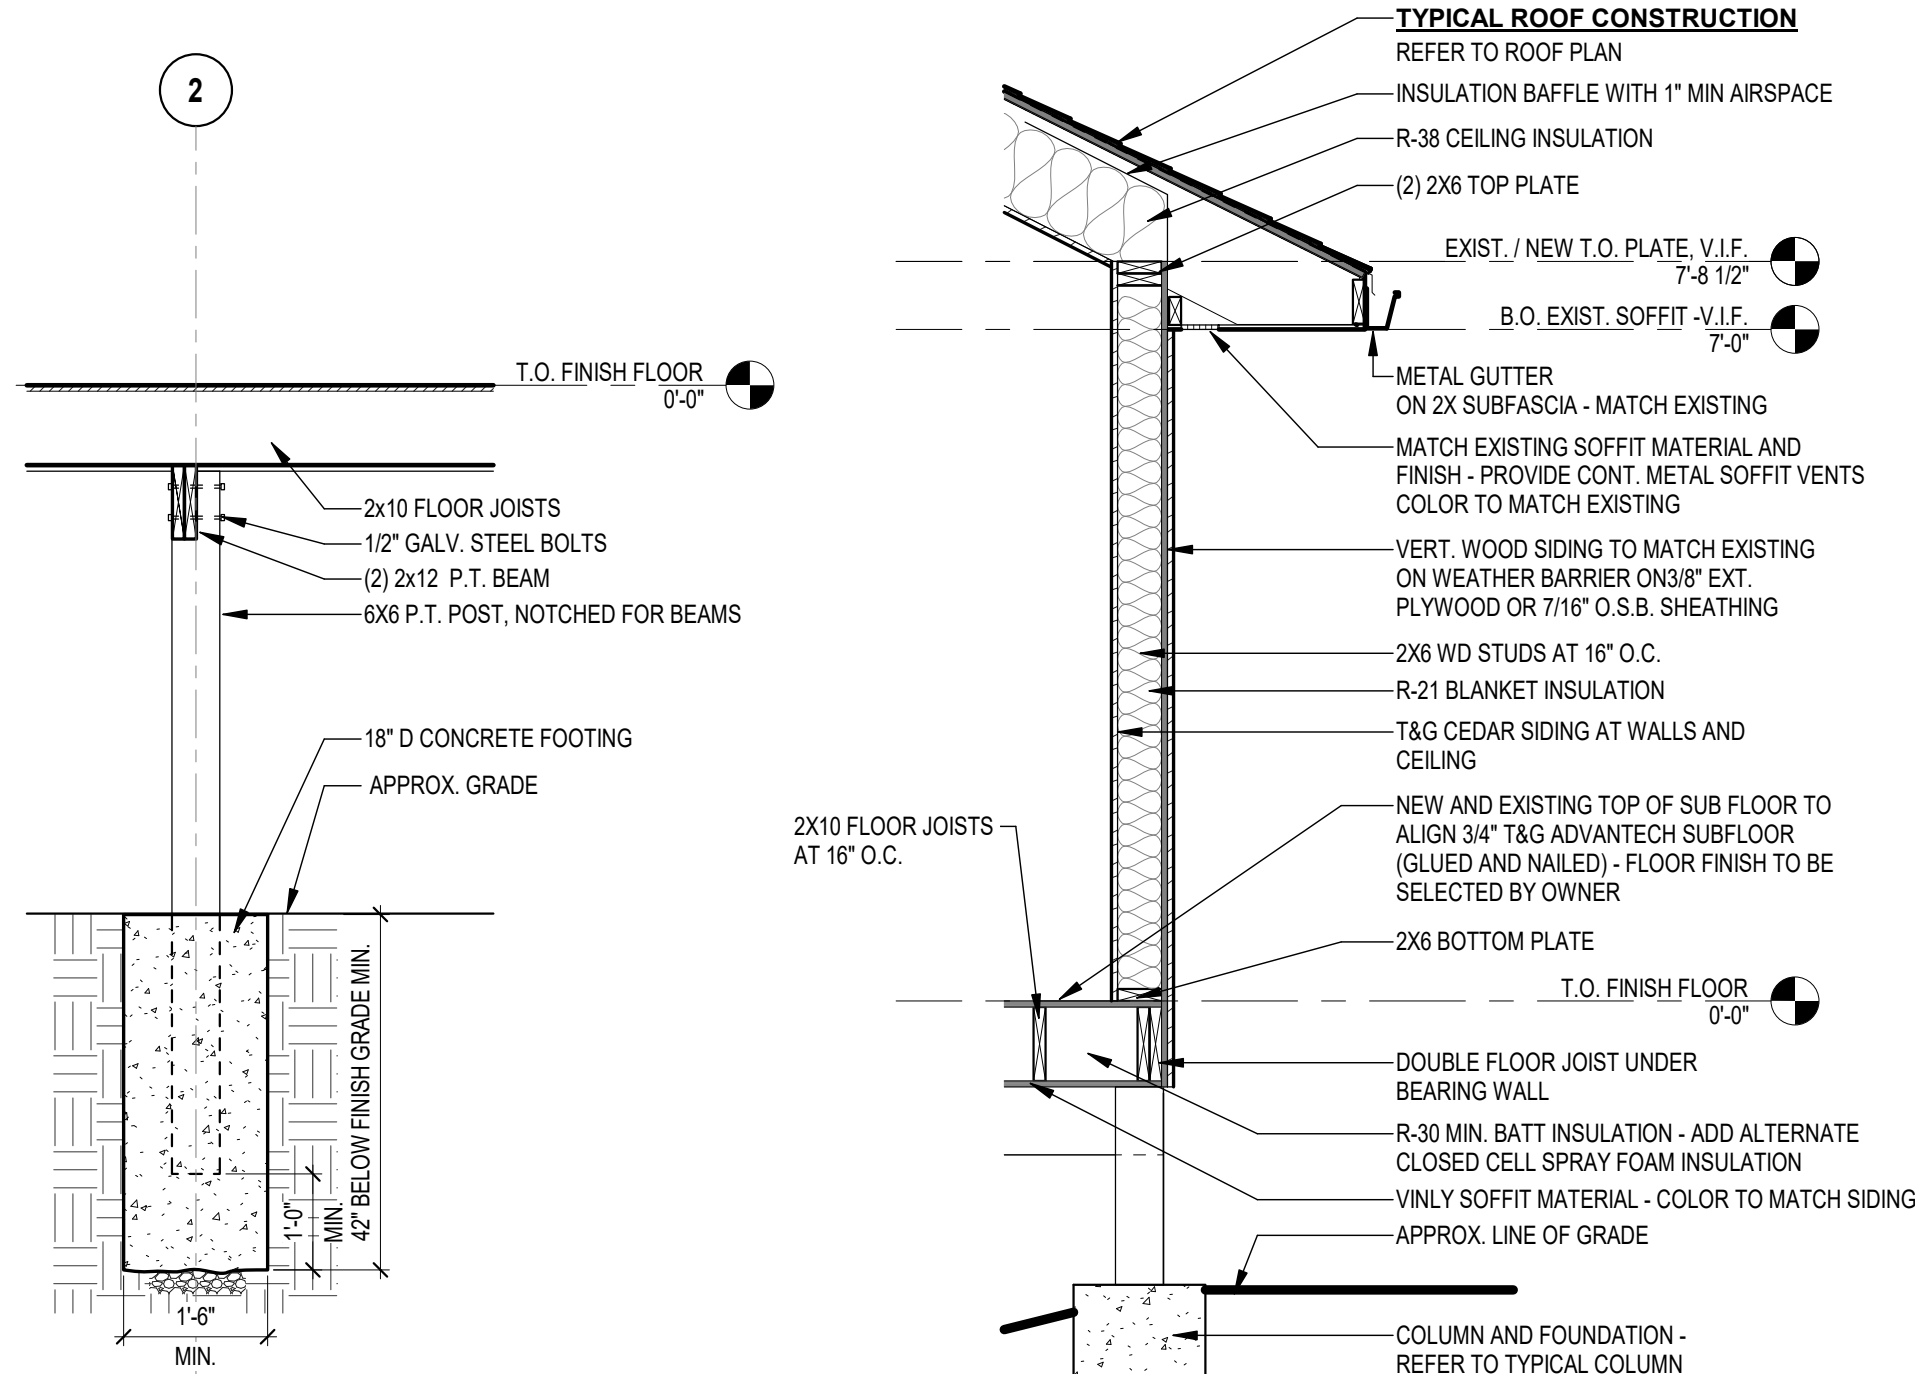 2
T.O. FINISH FLOOR
0'-0"
2x10 FLOOR JOISTS
1/2" GALV. STEEL BOLTS
(2) 2x12 P.T. BEAM
6X6 P.T. POST, NOTCHED FOR BEAMS
18" D CONCRETE FOOTING
APPROX. GRADE
42" BELOW FINISH GRADE MIN.
1'-0"
MIN.
1'-6"
MIN.
TYPICAL ROOF CONSTRUCTION
REFER TO ROOF PLAN
INSULATION BAFFLE WITH 1" MIN AIRSPACE
R-38 CEILING INSULATION
(2) 2X6 TOP PLATE
EXIST. / NEW T.O. PLATE, V.I.F.
7'-8 1/2"
B.O. EXIST. SOFFIT -V.I.F.
7'-0"
METAL GUTTER
ON 2X SUBFASCIA - MATCH EXISTING
MATCH EXISTING SOFFIT MATERIAL AND
FINISH - PROVIDE CONT. METAL SOFFIT VENTS
COLOR TO MATCH EXISTING
VERT. WOOD SIDING TO MATCH EXISTING
ON WEATHER BARRIER ON3/8" EXT.
PLYWOOD OR 7/16" O.S.B. SHEATHING
2X6 WD STUDS AT 16" O.C.
R-21 BLANKET INSULATION
T&G CEDAR SIDING AT WALLS AND
CEILING
2X10 FLOOR JOISTS
AT 16" O.C.
NEW AND EXISTING TOP OF SUB FLOOR TO
ALIGN 3/4" T&G ADVANTECH SUBFLOOR
(GLUED AND NAILED) - FLOOR FINISH TO BE
SELECTED BY OWNER
2X6 BOTTOM PLATE
T.O. FINISH FLOOR
0'-0"
DOUBLE FLOOR JOIST UNDER
BEARING WALL
R-30 MIN. BATT INSULATION - ADD ALTERNATE
CLOSED CELL SPRAY FOAM INSULATION
VINLY SOFFIT MATERIAL - COLOR TO MATCH SIDING
APPROX. LINE OF GRADE
COLUMN AND FOUNDATION -
REFER TO TYPICAL COLUMN